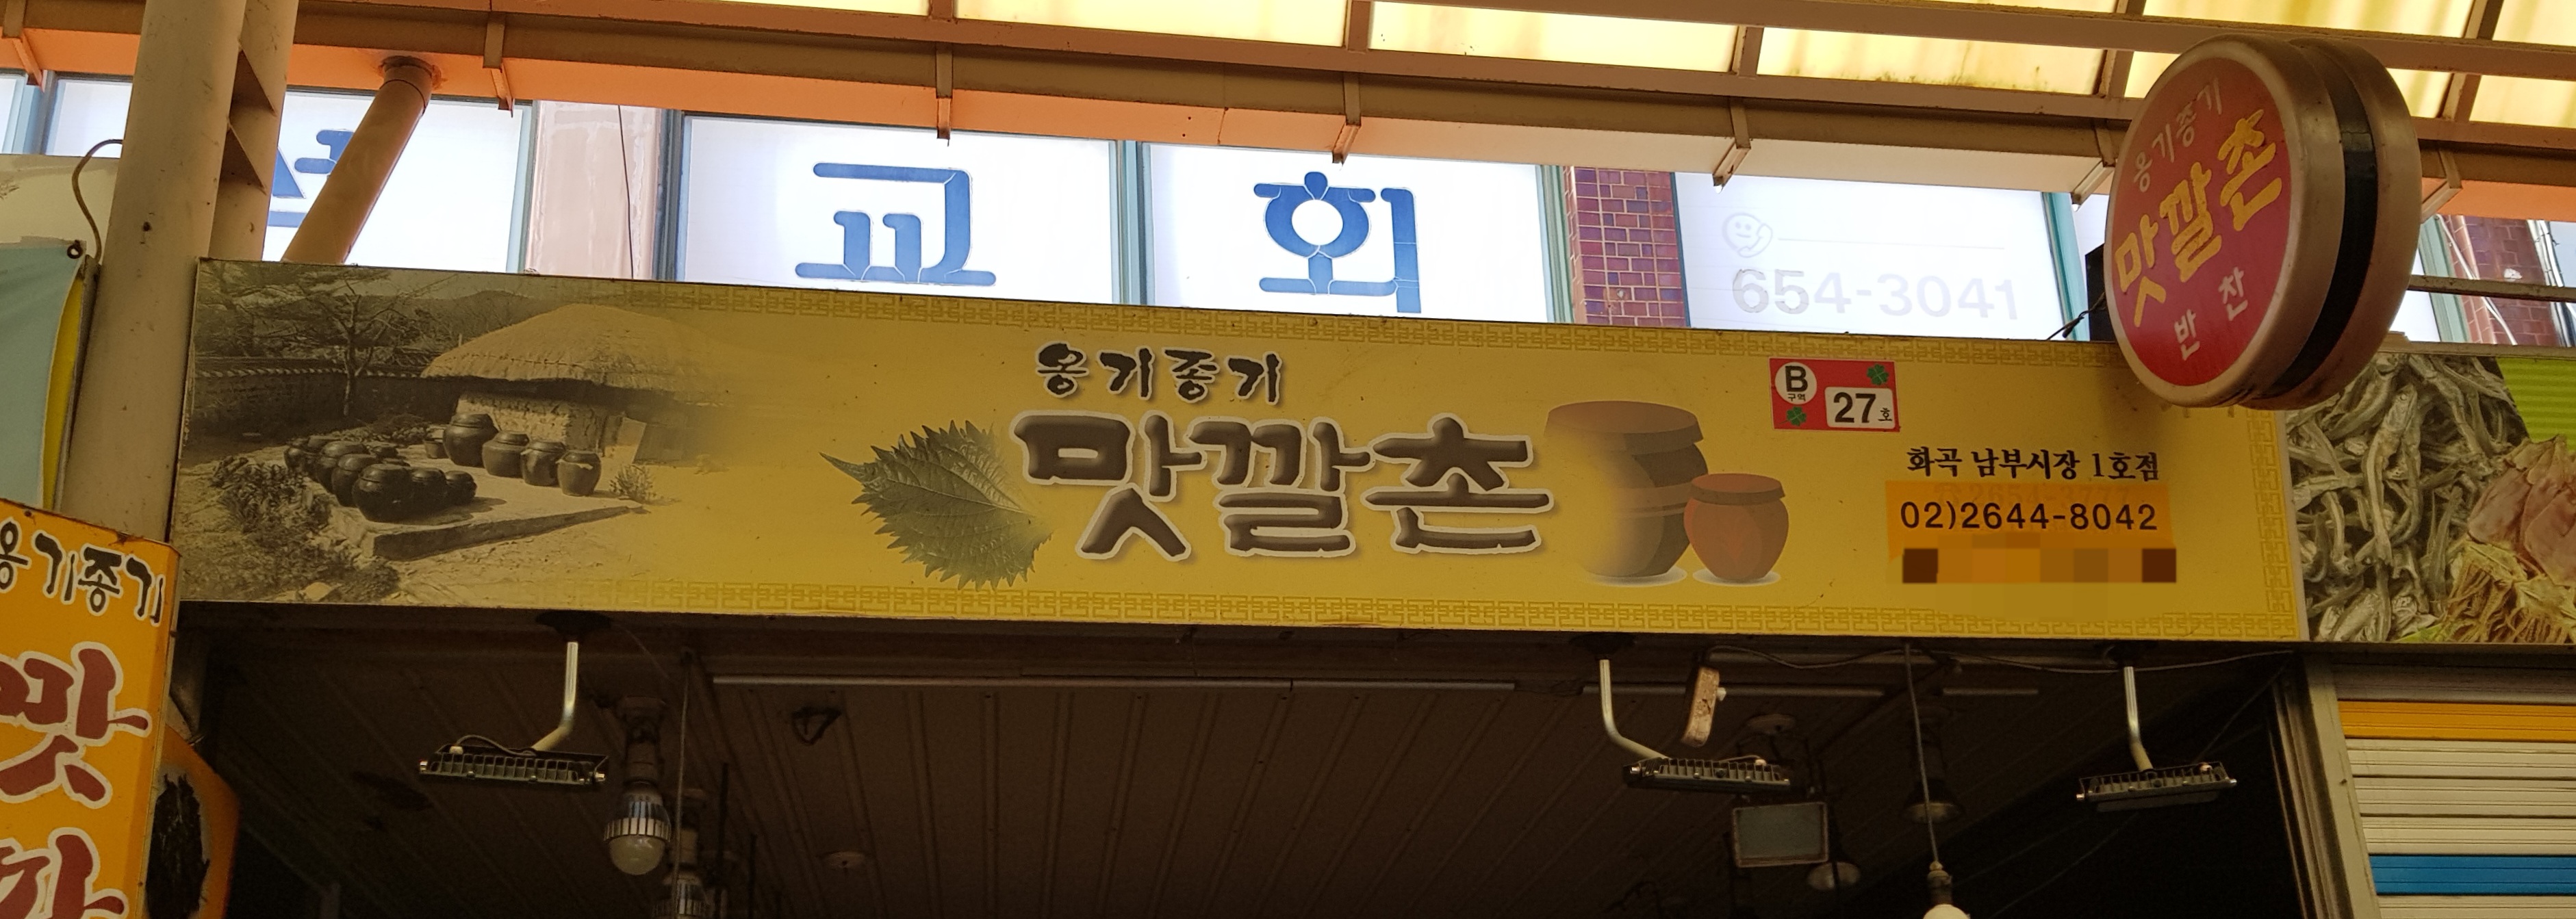 교회
654-3041
옹기종기
맛깔촌
반찬
옹기종기
맛깔촌
B
구역
27호
화곡 남부시장 1호점
02)2644-8042
옹기종기
맛